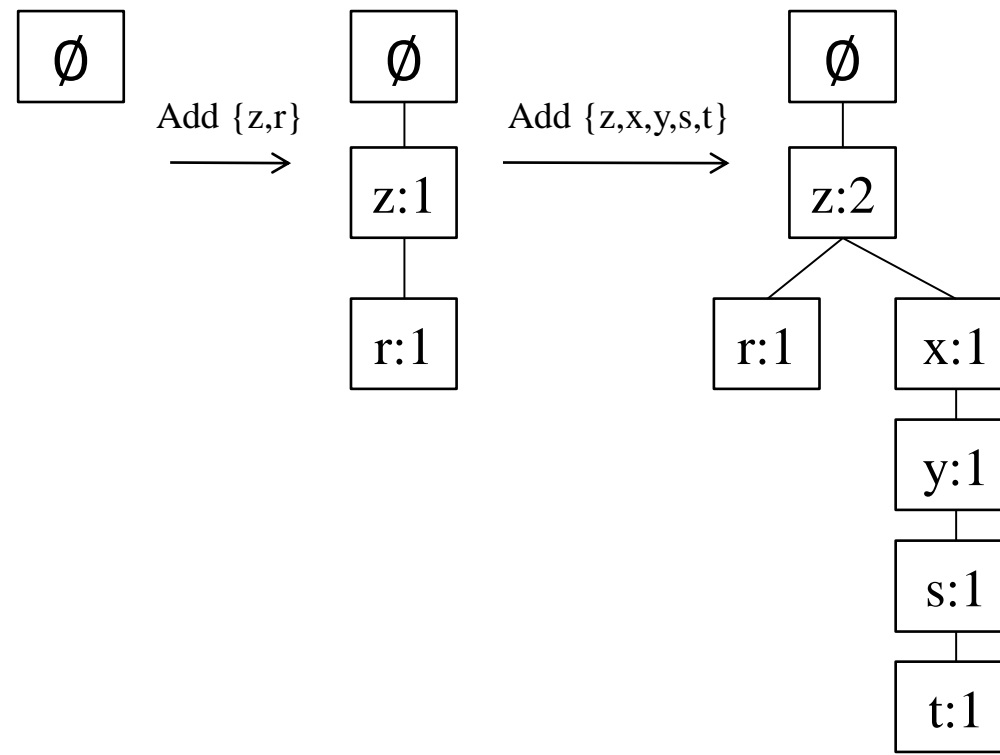 Ø
Add {z,r}
Ø
z:1
r:1
Add {z,x,y,s,t}
Ø
z:2
r:1
x:1
y:1
s:1
t:1